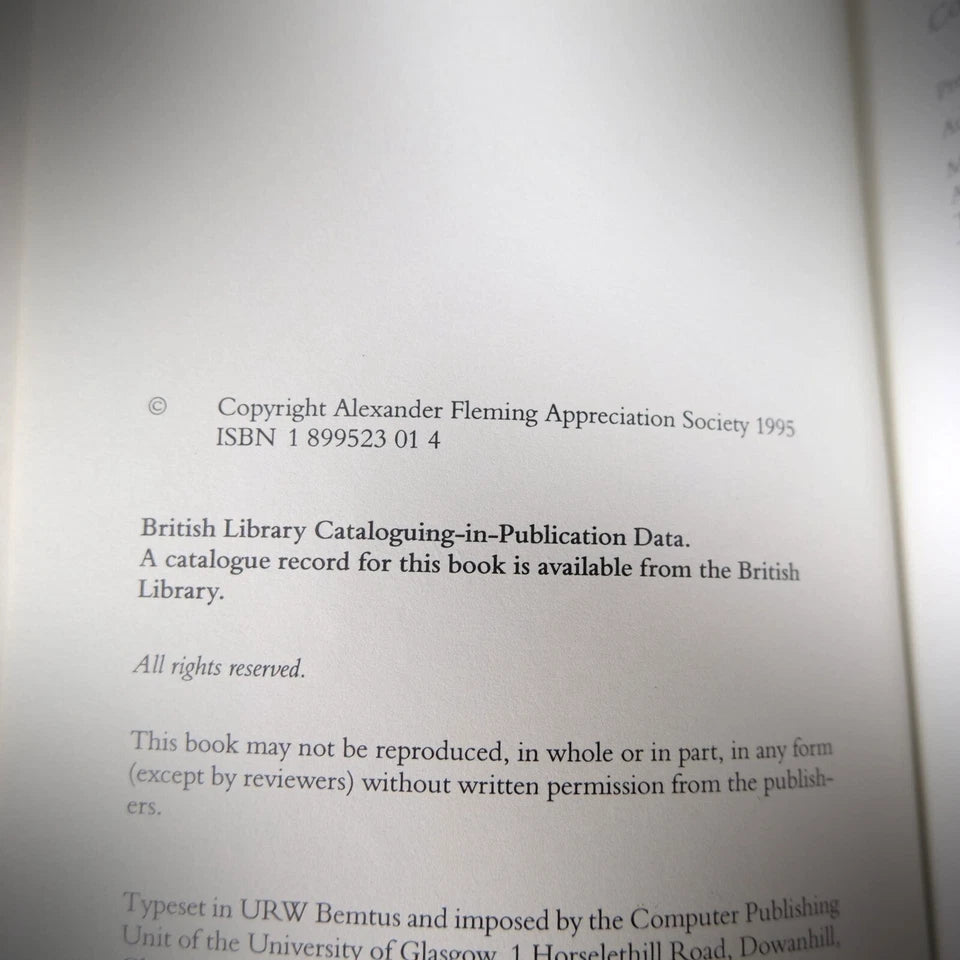 © Copyright Alexander Fleming Appreciation Society 1995
ISBN 1 899523 01 4
British Library Cataloguing-in-Publication Data.
A catalogue record for this book is available from the British
Library.
All rights reserved.
This book may not be reproduced, in whole or in part, in any form
(except by reviewers) without written permission from the publish-
ers.
Typeset in URW Bemtus and imposed by the Computer Publishing
Unit of the University of Glasgow, 1 Horselethill Road, Dowanhill,